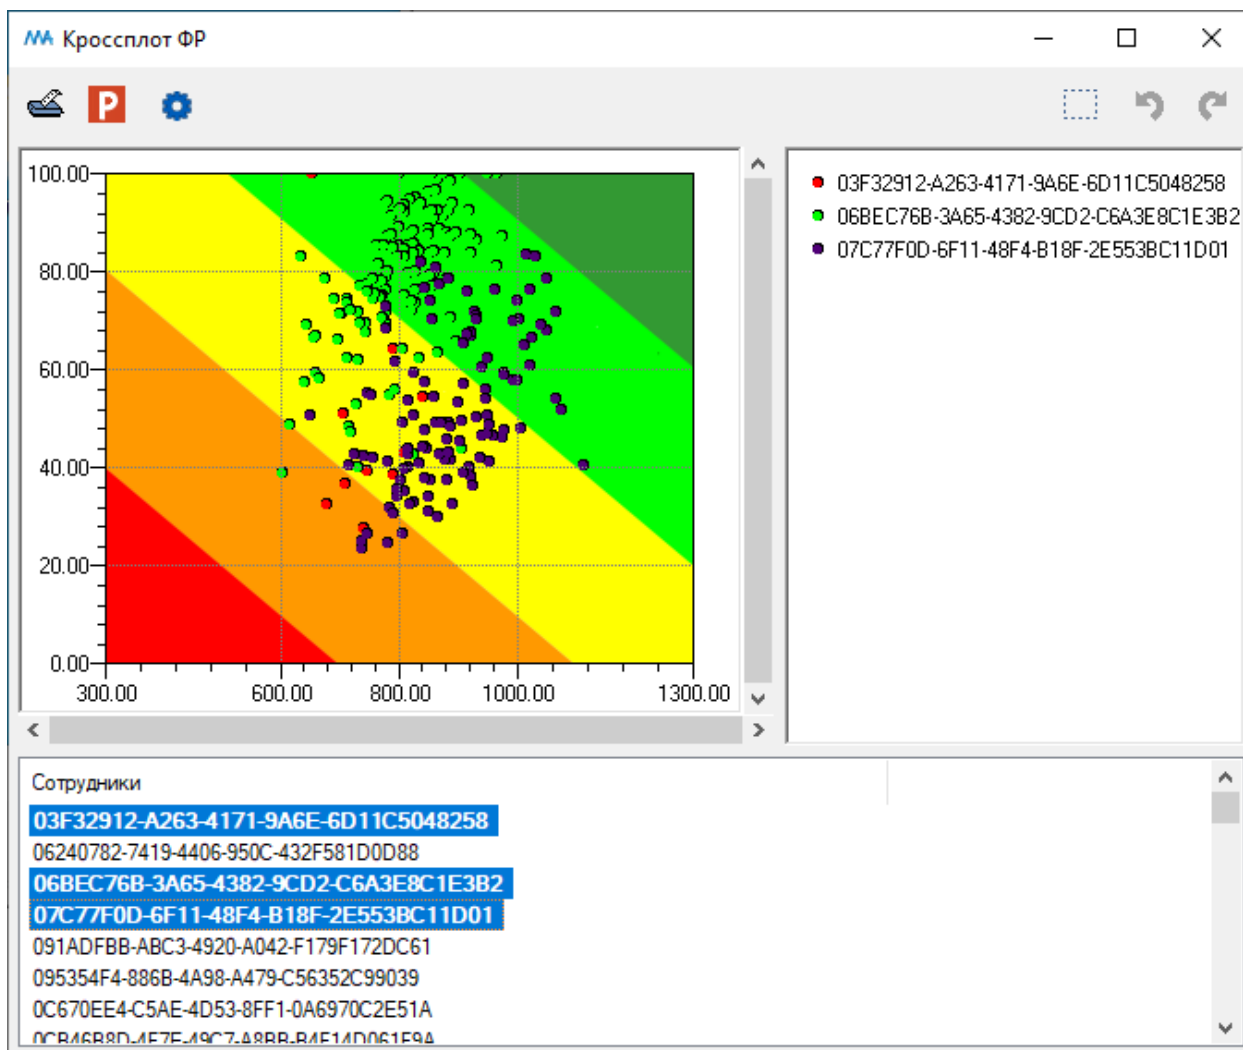 Кроссплот ФР
P
100.00
80.00
60.00
40.00
20.00
0.00
300.00 600.00 800.00 1000.00 1300.00
03F32912-A263-4171-9A6E-6D11C5048258
06BEC76B-3A65-4382-9CD2-C6A3E8C1E3B2
07C77F0D-6F11-48F4-B18F-2E553BC11D01
Сотрудники
03F32912-A263-4171-9A6E-6D11C5048258
06240782-7419-4406-950C-432F581D0D88
06BEC76B-3A65-4382-9CD2-C6A3E8C1E3B2
07C77F0D-6F11-48F4-B18F-2E553BC11D01
091ADFBB-ABC3-4920-A042-F179F172DC61
095354F4-886B-4A98-A479-C56352C99039
0C670EE4-C5AE-4D53-8FF1-0A6970C2E51A